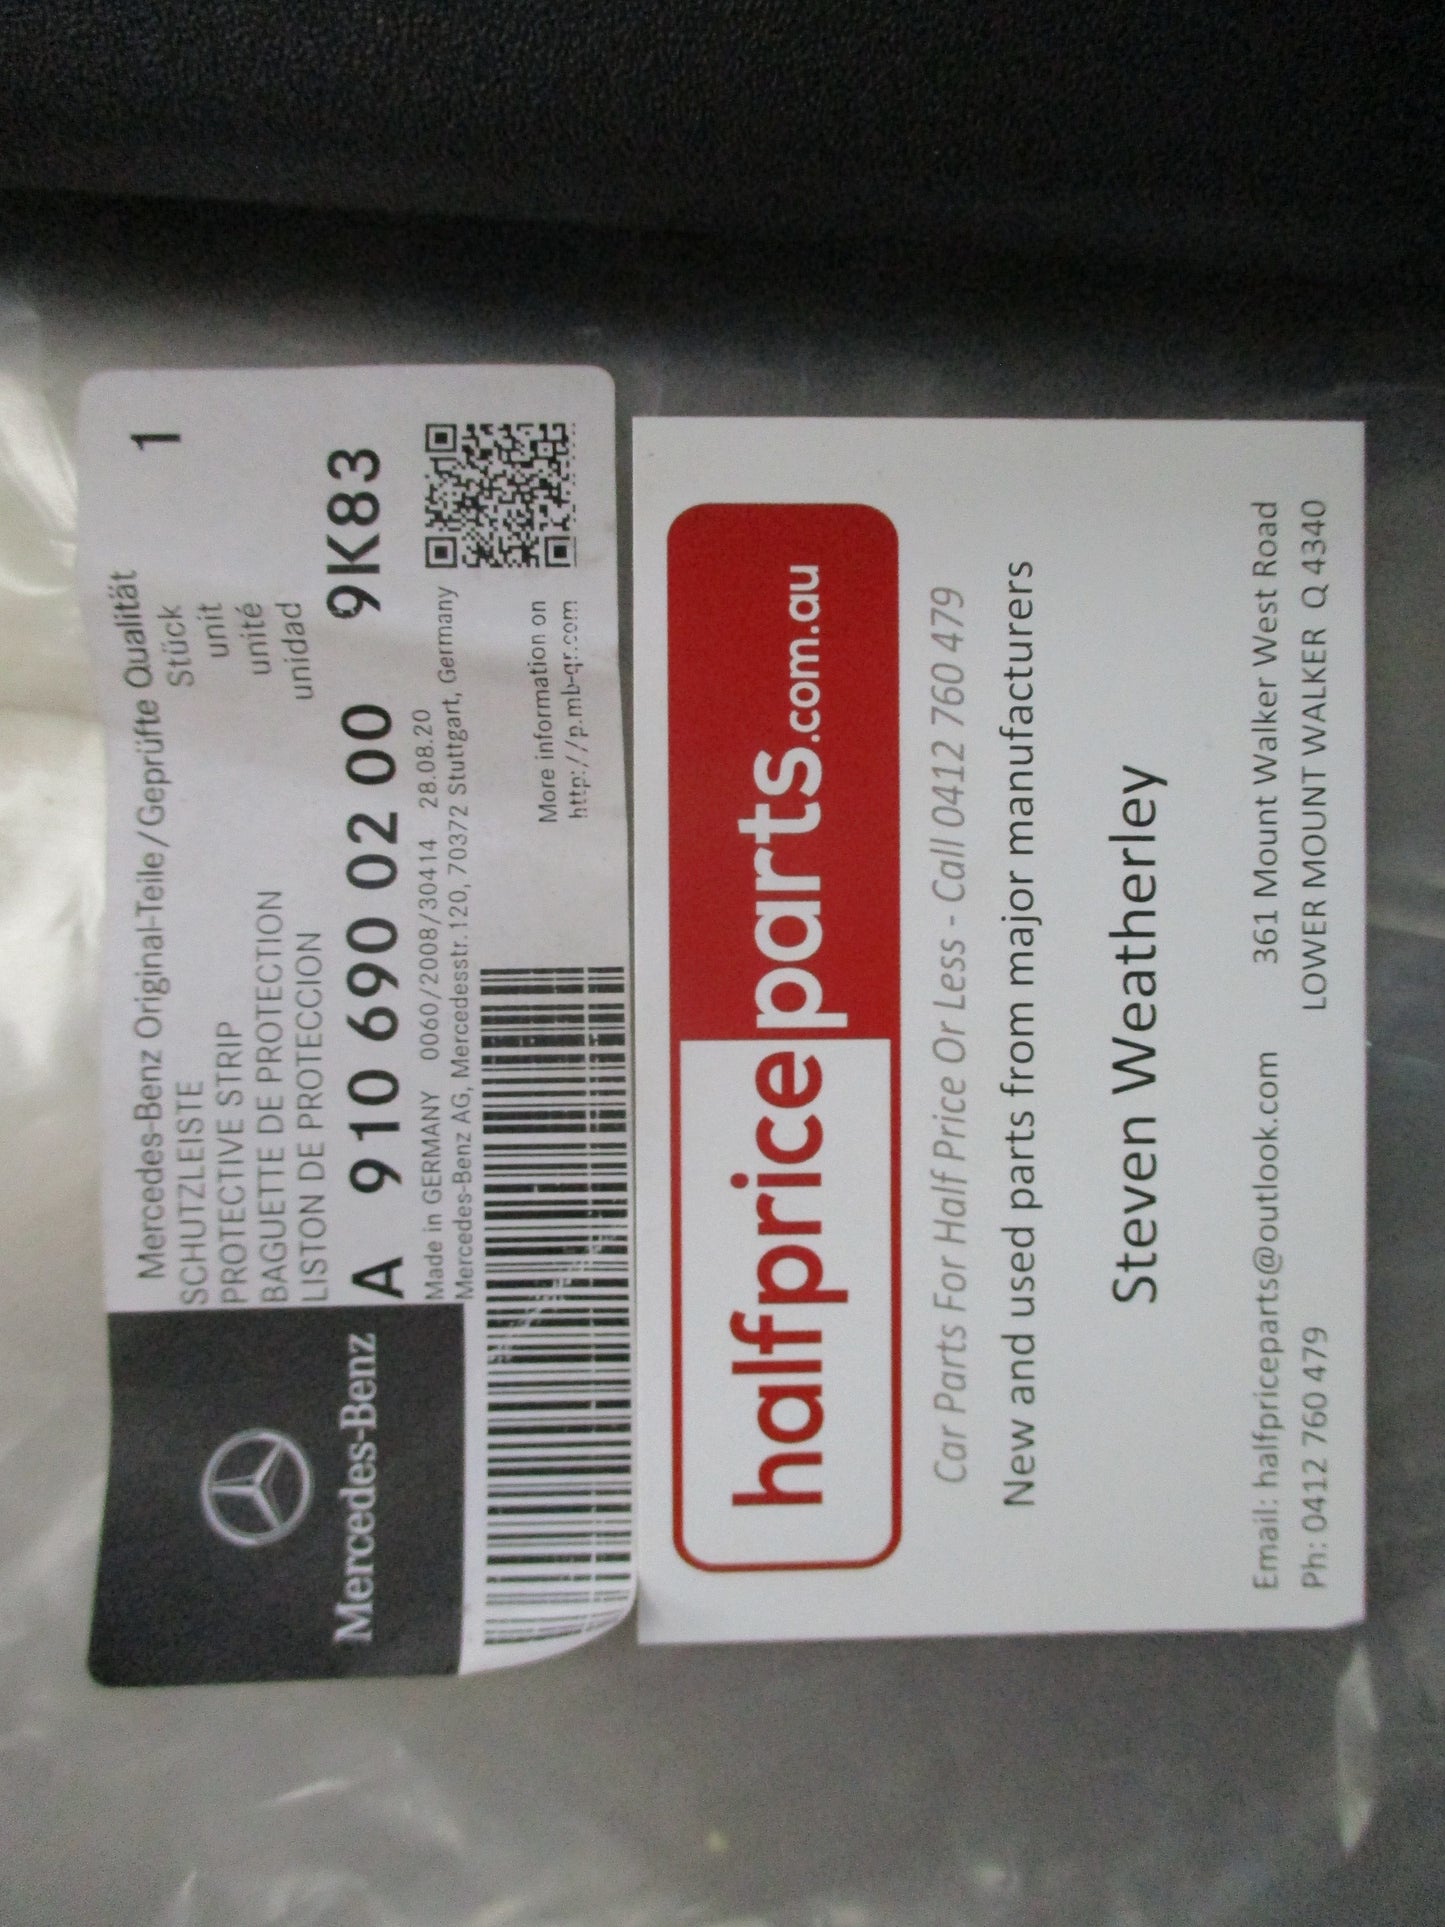 Mercedes-Benz
Mercedes-Benz Original-Teile/Geprüfte Qualität
SCHUTZLEISTE
PROTECTIVE STRIP
BAGUETTE DE PROTECTION
LISTON DE PROTECCION
Stück 1
unit
unité
unidad
A 910 690 02 00 9K83
Made in GERMANY 0060/2008/30414 28.08.20
Mercedes-Benz AG, Mercedesstr.120, 70372 Stuttgart, Germany
More information on
http://p.mb-qr.com
halfpriceparts.com.au
Car Parts For Half Price Or Less - Call 0412 760 479
New and used parts from major manufacturers
Steven Weatherley
Email: halfpriceparts@outlook.com 361 Mount Walker West Road
Ph: 0412 760 479 LOWER MOUNT WALKER Q 4340